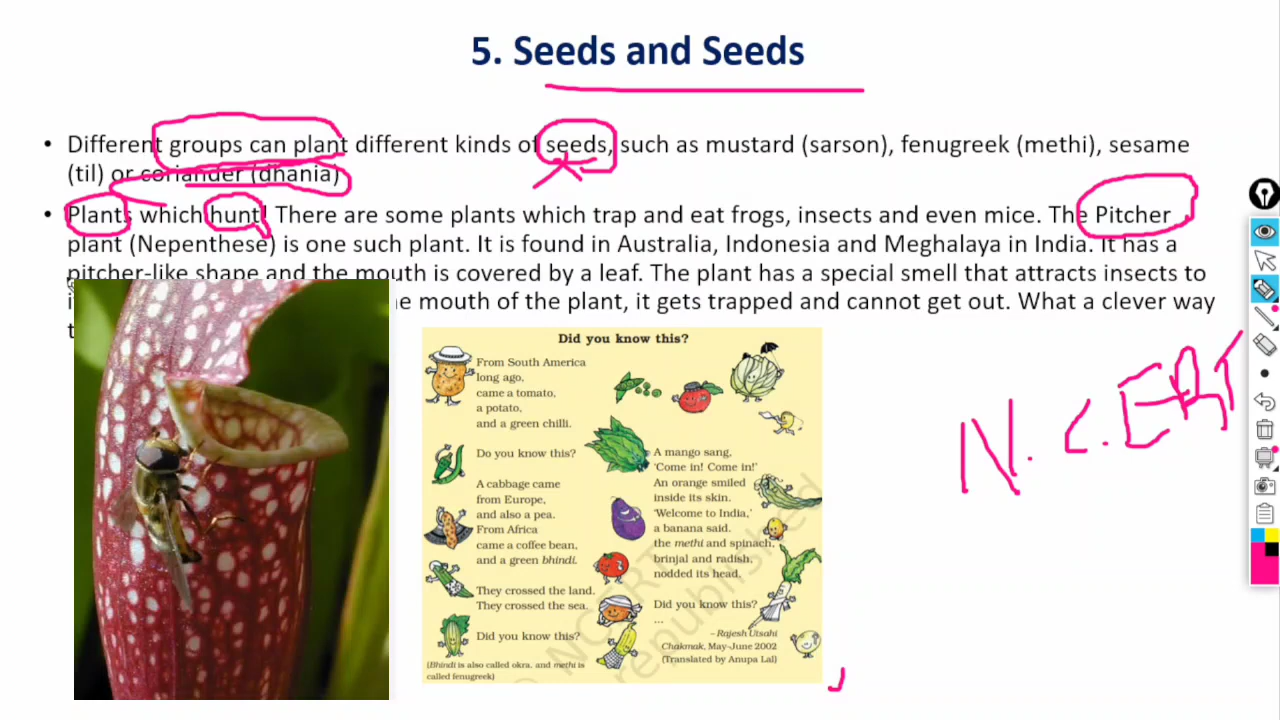 5. Seeds and Seeds
• Different groups can plant different kinds of seeds, such as mustard (sarson), fenugreek (methi), sesame
(til) or coriander (dhania)
• Plants which hunt! There are some plants which trap and eat frogs, insects and even mice. The Pitcher
plant (Nepenthese) is one such plant. It is found in Australia, Indonesia and Meghalaya in India. It has a
pitcher-like shape and the mouth is covered by a leaf. The plant has a special smell that attracts insects to
mouth of the plant, it gets trapped and cannot get out. What a clever way
N.C.ERT
Did you know this?
From South America
long ago,
came a tomato,
a potato,
and a green chilli.
Do you know this?
A cabbage came
from Europe,
and also a pea.
From Africa
came a coffee bean,
and a green bhindi.
They crossed the land.
They crossed the sea.
Did you know this?
(Bhindi is also called okra, and methi is
called fenugreek)
A mango sang,
'Come in! Come in!'
An orange smiled
inside its skin.
'Welcome to India,'
a banana said.
the methi and spinach,
brinjal and radish,
nodded its head.
Did you know this?
...
– Rajesh Utsahi
Chakmak, May-June 2002
(Translated by Anupa Lal)
NCERT
republished